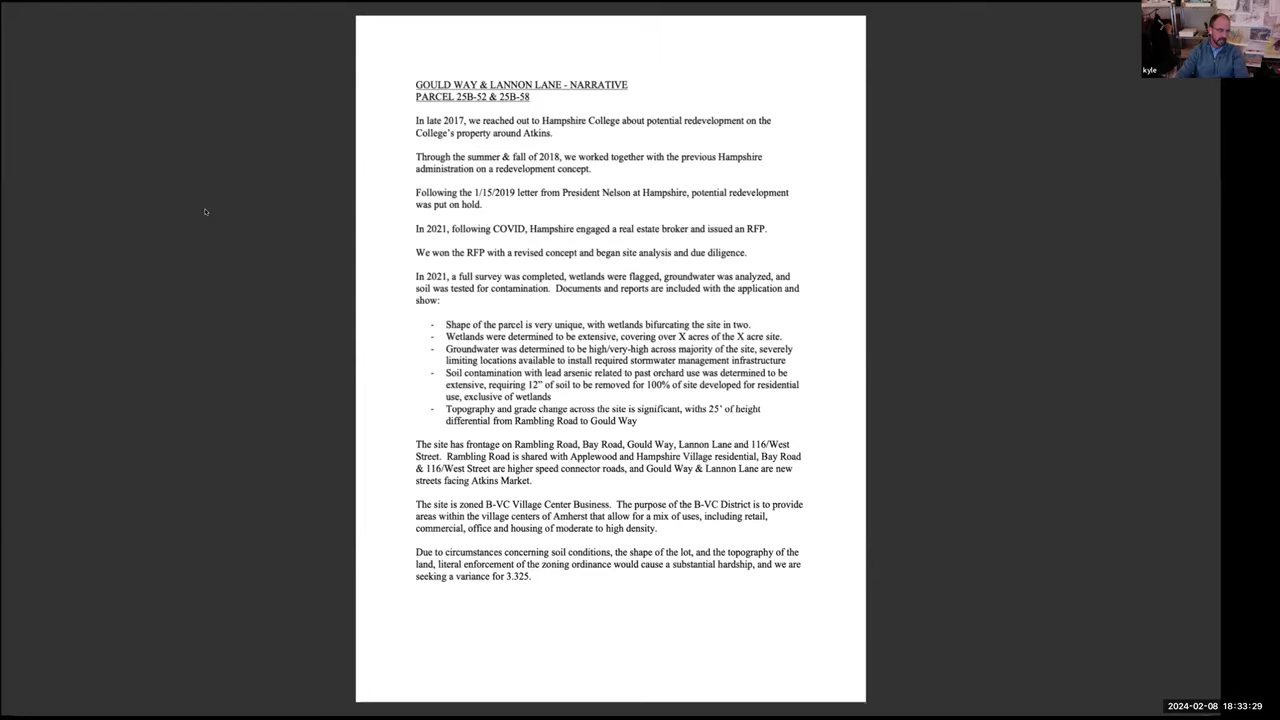 GOULD WAY & LANNON LANE - NARRATIVE
PARCEL 25B-52 & 25B-58
In late 2017, we reached out to Hampshire College about potential redevelopment on the
College's property around Atkins.
Through the summer & fall of 2018, we worked together with the previous Hampshire
administration on a redevelopment concept.
Following the 1/15/2019 letter from President Nelson at Hampshire, potential redevelopment
was put on hold.
In 2021, following COVID, Hampshire engaged a real estate broker and issued an RFP.
We won the RFP with a revised concept and began site analysis and due diligence.
In 2021, a full survey was completed, wetlands were flagged, groundwater was analyzed, and
soil was tested for contamination. Documents and reports are included with the application and
show:
- Shape of the parcel is very unique, with wetlands bifurcating the site in two.
- Wetlands were determined to be extensive, covering over X acres of the X acre site.
- Groundwater was determined to be high/very-high across majority of the site, severely
limiting locations available to install required stormwater management infrastructure
- Soil contamination with lead arsenic related to past orchard use was determined to be
extensive, requiring 12" of soil to be removed for 100% of site developed for residential
use, exclusive of wetlands
- Topography and grade change across the site is significant, withs 25' of height
differential from Rambling Road to Gould Way
The site has frontage on Rambling Road, Bay Road, Gould Way, Lannon Lane and 116/West
Street. Rambling Road is shared with Applewood and Hampshire Village residential, Bay Road
& 116/West Street are higher speed connector roads, and Gould Way & Lannon Lane are new
streets facing Atkins Market.
The site is zoned B-VC Village Center Business. The purpose of the B-VC District is to provide
areas within the village centers of Amherst that allow for a mix of uses, including retail,
commercial, office and housing of moderate to high density.
Due to circumstances concerning soil conditions, the shape of the lot, and the topography of the
land, literal enforcement of the zoning ordinance would cause a substantial hardship, and we are
seeking a variance for 3.325.
kyle
2024-02-08 18:33:29